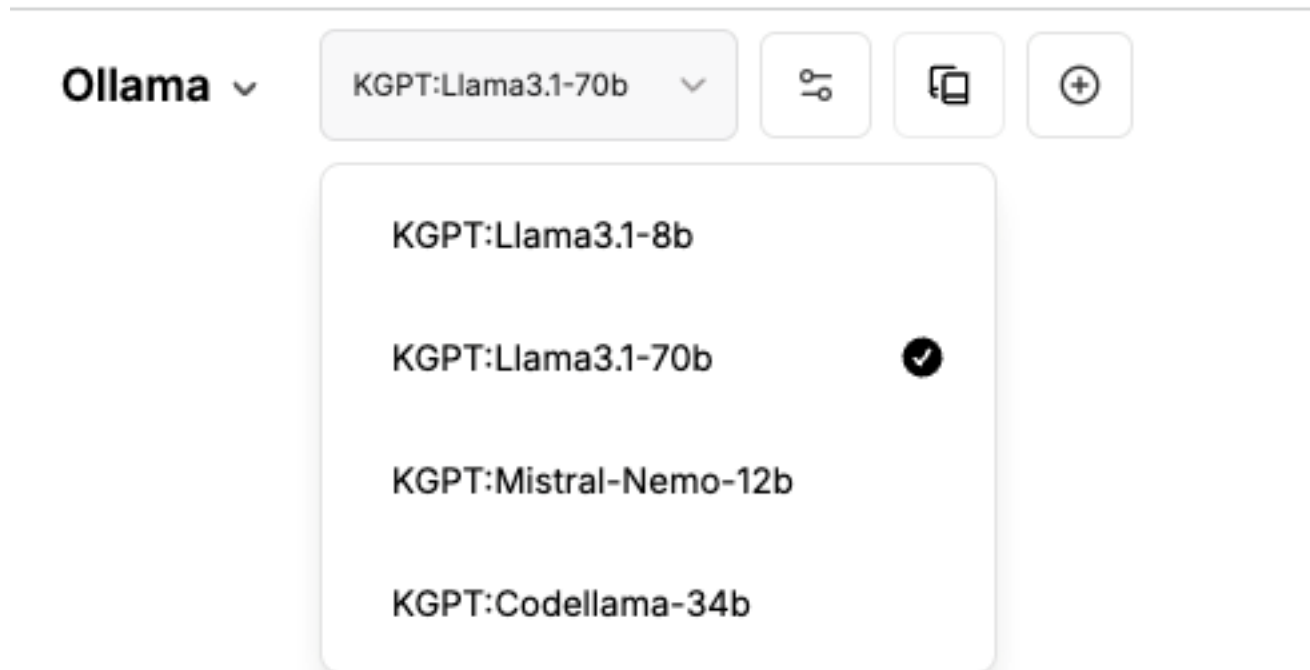 Ollama KGPT:Llama3.1-70b
KGPT:Llama3.1-8b
KGPT:Llama3.1-70b
KGPT:Mistral-Nemo-12b
KGPT:Codellama-34b